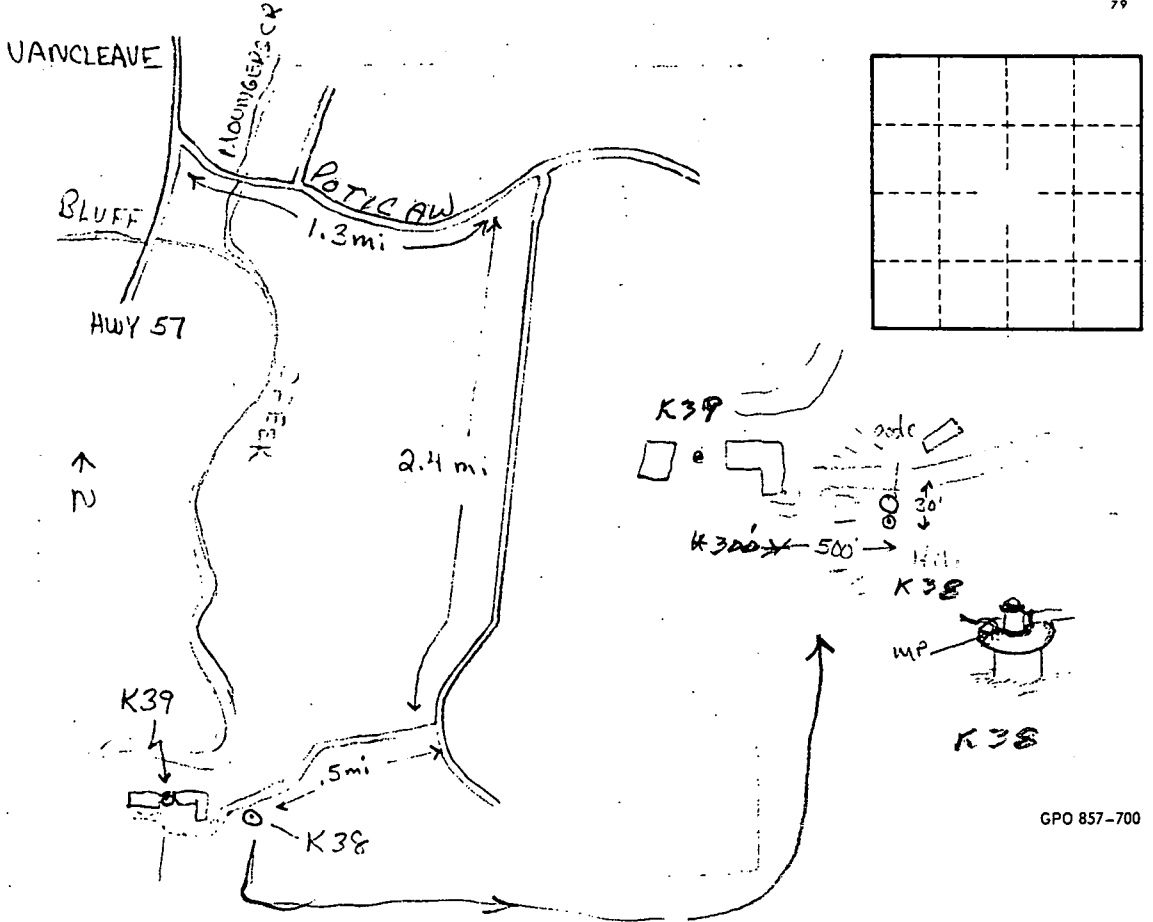 79
VANCLEAVE
BLUFF
POTICAW
1.3mi
HWY 57
CREEK
↑
N
2.4 mi
K39
.5mi
K38
K39
30'
500'
K38
MP
K38
GPO 857-700